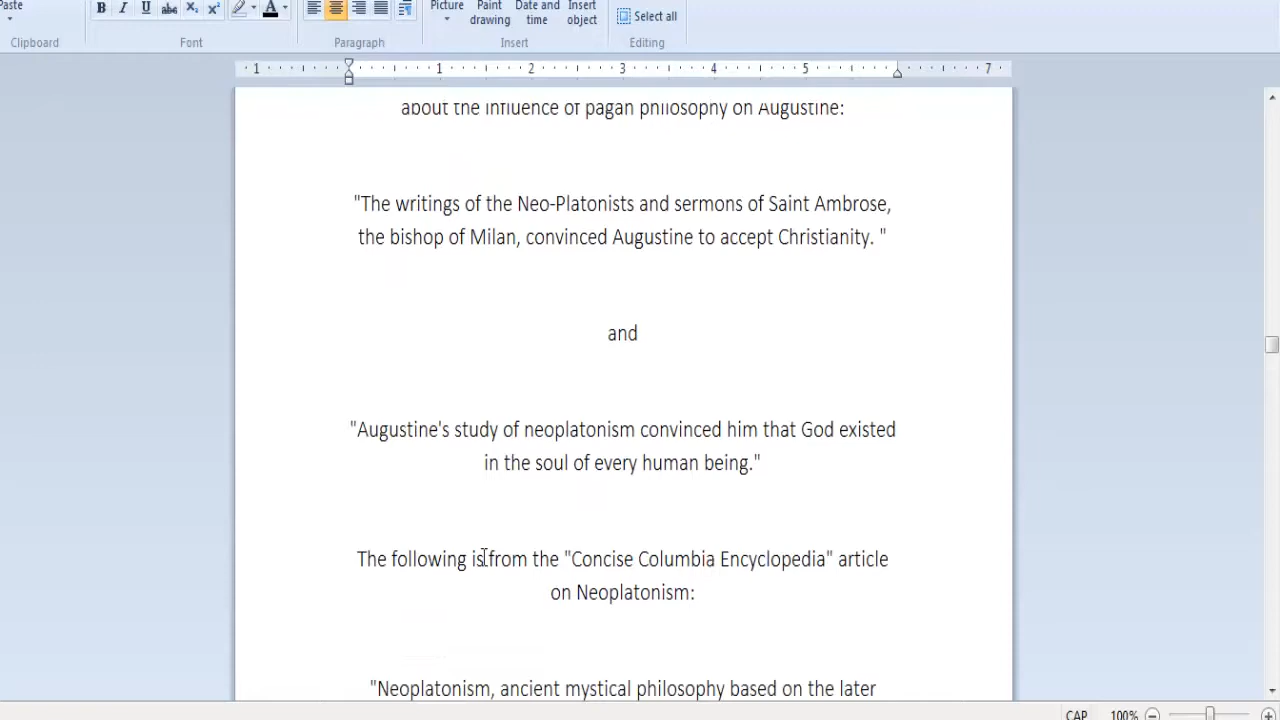 Paste
B I U abc X₂ X² A
Picture Paint drawing Date and time Insert object
Select all
Clipboard Font Paragraph Insert Editing
1 1 2 3 4 5 7
about the influence of pagan philosophy on Augustine:
"The writings of the Neo-Platonists and sermons of Saint Ambrose,
the bishop of Milan, convinced Augustine to accept Christianity. "
and
"Augustine's study of neoplatonism convinced him that God existed
in the soul of every human being."
The following is from the "Concise Columbia Encyclopedia" article
on Neoplatonism:
"Neoplatonism, ancient mystical philosophy based on the later
CAP 100%